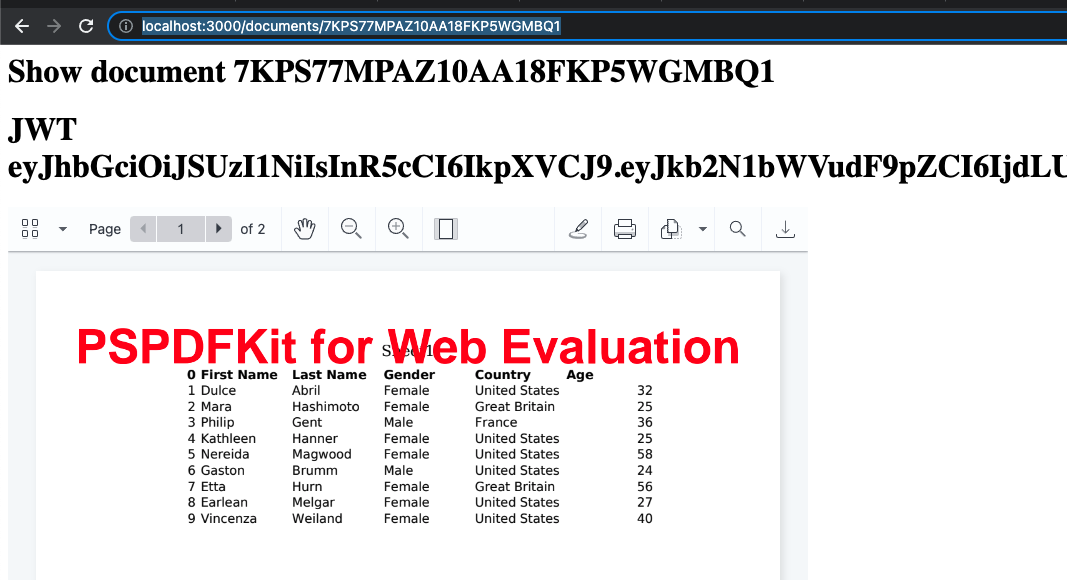 localhost:3000/documents/7KPS77MPAZ10AA18FKP5WGMBQ1
Show document 7KPS77MPAZ10AA18FKP5WGMBQ1
JWT
eyJhbGciOiJSUzI1NiIsInR5cCI6IkpXVCJ9.eyJkb2N1bWVudF9pZCI6IjdLU
Page 1 of 2
PSPDFKit for Web Evaluation
Sheet1
0 First Name Last Name Gender Country Age
1 Dulce Abril Female United States 32
2 Mara Hashimoto Female Great Britain 25
3 Philip Gent Male France 36
4 Kathleen Hanner Female United States 25
5 Nereida Magwood Female United States 58
6 Gaston Brumm Male United States 24
7 Etta Hurn Female Great Britain 56
8 Earlean Melgar Female United States 27
9 Vincenza Weiland Female United States 40